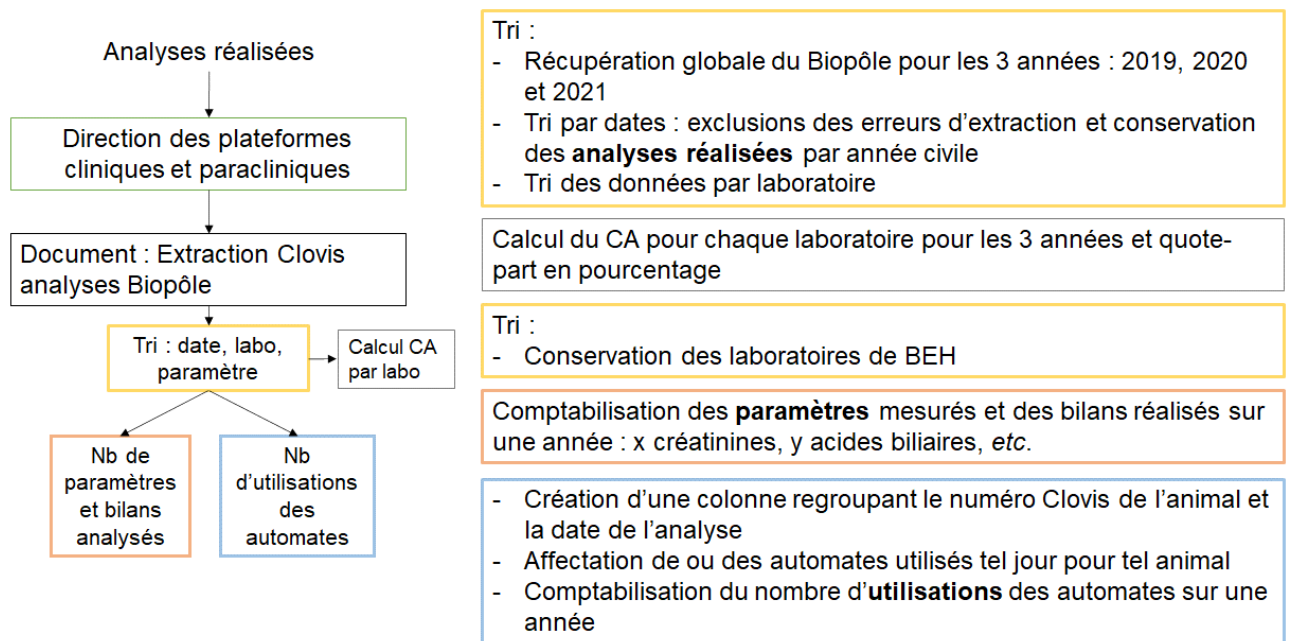 Analyses réalisées
Direction des plateformes
cliniques et paracliniques
Document : Extraction Clovis
analyses Biopôle
Tri : date, labo,
paramètre
Calcul CA
par labo
Nb de
paramètres
et bilans
analysés
Nb
d’utilisations
des
automates
Tri :
- Récupération globale du Biopôle pour les 3 années : 2019, 2020
et 2021
- Tri par dates : exclusions des erreurs d’extraction et conservation
des analyses réalisées par année civile
- Tri des données par laboratoire
Calcul du CA pour chaque laboratoire pour les 3 années et quote-
part en pourcentage
Tri :
- Conservation des laboratoires de BEH
Comptabilisation des paramètres mesurés et des bilans réalisés sur
une année : x créatinines, y acides biliaires, etc.
- Création d’une colonne regroupant le numéro Clovis de l’animal et
la date de l’analyse
- Affectation de ou des automates utilisés tel jour pour tel animal
- Comptabilisation du nombre d’utilisations des automates sur une
année